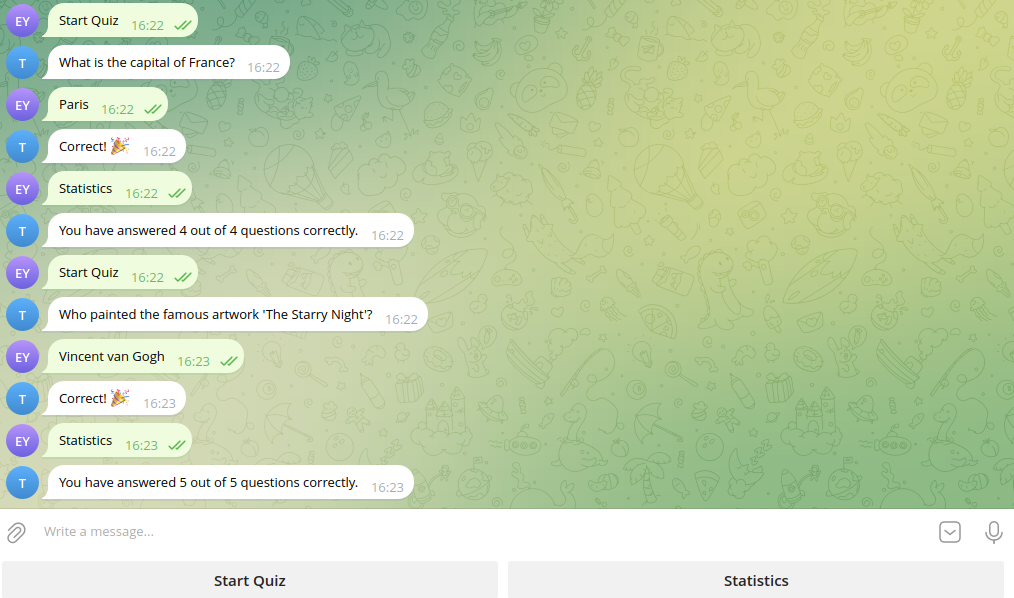 EY Start Quiz 16:22
T What is the capital of France? 16:22
EY Paris 16:22
T Correct! 🎉 16:22
EY Statistics 16:22
T You have answered 4 out of 4 questions correctly. 16:22
EY Start Quiz 16:22
T Who painted the famous artwork 'The Starry Night'? 16:22
EY Vincent van Gogh 16:23
T Correct! 🎉 16:23
EY Statistics 16:23
T You have answered 5 out of 5 questions correctly. 16:23
Write a message...
Start Quiz Statistics